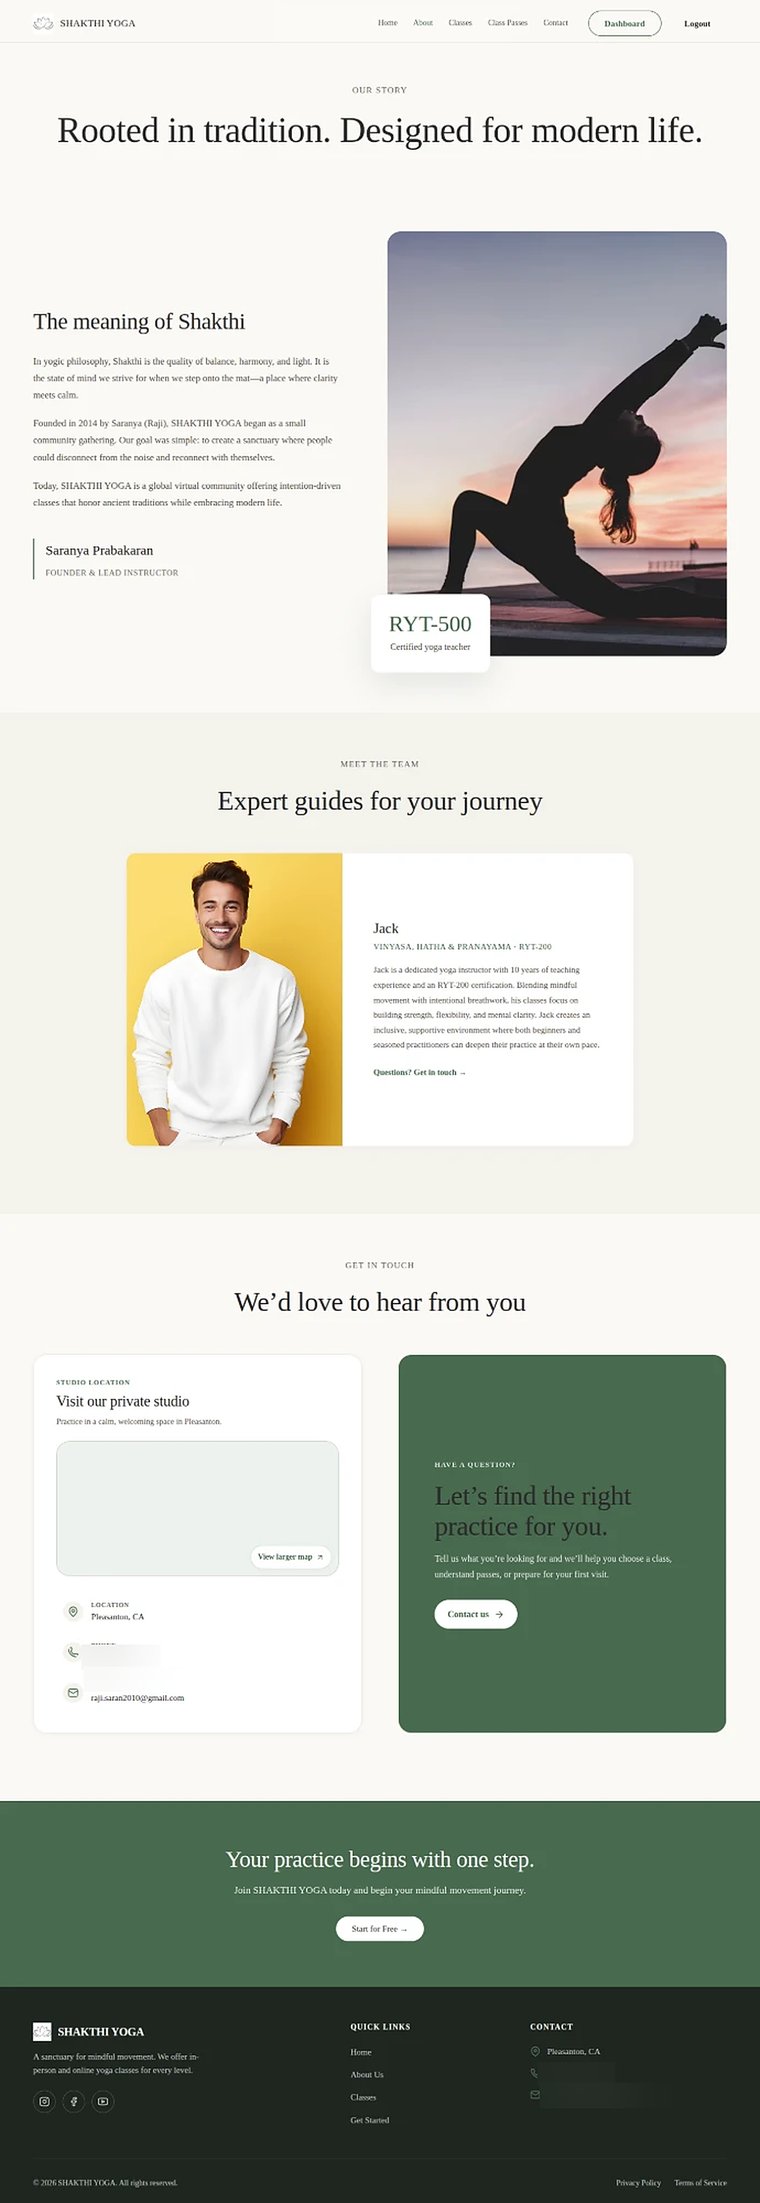 SHAKTHI YOGA
Home
About
Classes
Class Passes
Contact
Dashboard
Logout
OUR STORY
Rooted in tradition. Designed for modern life.
The meaning of Shakthi
In yogic philosophy, Shakthi is the quality of balance, harmony, and light. It is
the state of mind we strive for when we step onto the mat—a place where clarity
meets calm.
Founded in 2014 by Saranya (Raji), SHAKTHI YOGA began as a small
community gathering. Our goal was simple: to create a sanctuary where people
could disconnect from the noise and reconnect with themselves.
Today, SHAKTHI YOGA is a global virtual community offering intention-driven
classes that honor ancient traditions while embracing modern life.
Saranya Prabakaran
FOUNDER & LEAD INSTRUCTOR
RYT-500
Certified yoga teacher
MEET THE TEAM
Expert guides for your journey
Jack
VINYASA, HATHA & PRANAYAMA · RYT-200
Jack is a dedicated yoga instructor with 10 years of teaching
experience and an RYT-200 certification. Blending mindful
movement with intentional breathwork, his classes focus on
building strength, flexibility, and mental clarity. Jack creates an
inclusive, supportive environment where both beginners and
seasoned practitioners can deepen their practice at their own pace.
Questions? Get in touch →
GET IN TOUCH
We’d love to hear from you
STUDIO LOCATION
Visit our private studio
Practice in a calm, welcoming space in Pleasanton.
View larger map
LOCATION
Pleasanton, CA
raji.saran2010@gmail.com
HAVE A QUESTION?
Let’s find the right
practice for you.
Tell us what you’re looking for and we’ll help you choose a class,
understand passes, or prepare for your first visit.
Contact us →
Your practice begins with one step.
Join SHAKTHI YOGA today and begin your mindful movement journey.
Start for Free →
SHAKTHI YOGA
A sanctuary for mindful movement. We offer in-
person and online yoga classes for every level.
QUICK LINKS
Home
About Us
Classes
Get Started
CONTACT
Pleasanton, CA
© 2026 SHAKTHI YOGA. All rights reserved.
Privacy Policy
Terms of Service